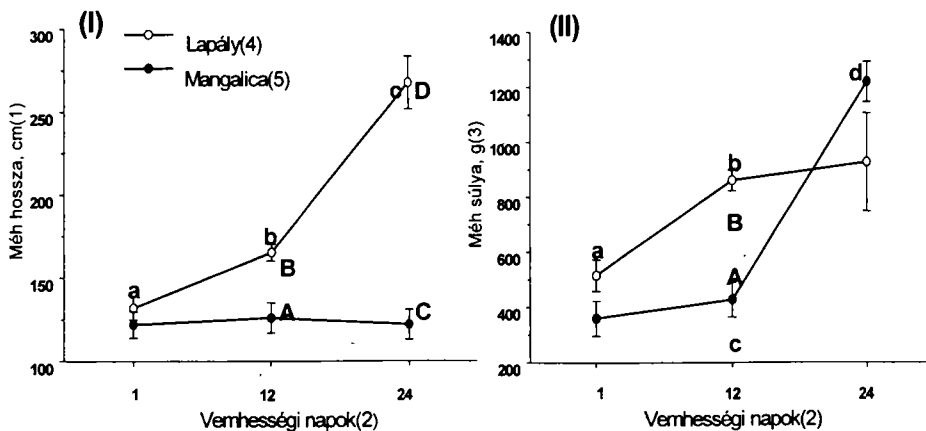 (I)
Lapály(4)
Mangalica(5)
Méh hossza, cm(1)
300
250
200
150
100
a
b
B
A
c D
C
1 12 24
Vemhességi napok(2)
(II)
Méh súlya, g(3)
1400
1200
1000
800
600
400
200
a
b
B
A
c
d
1 12 24
Vemhességi napok(2)